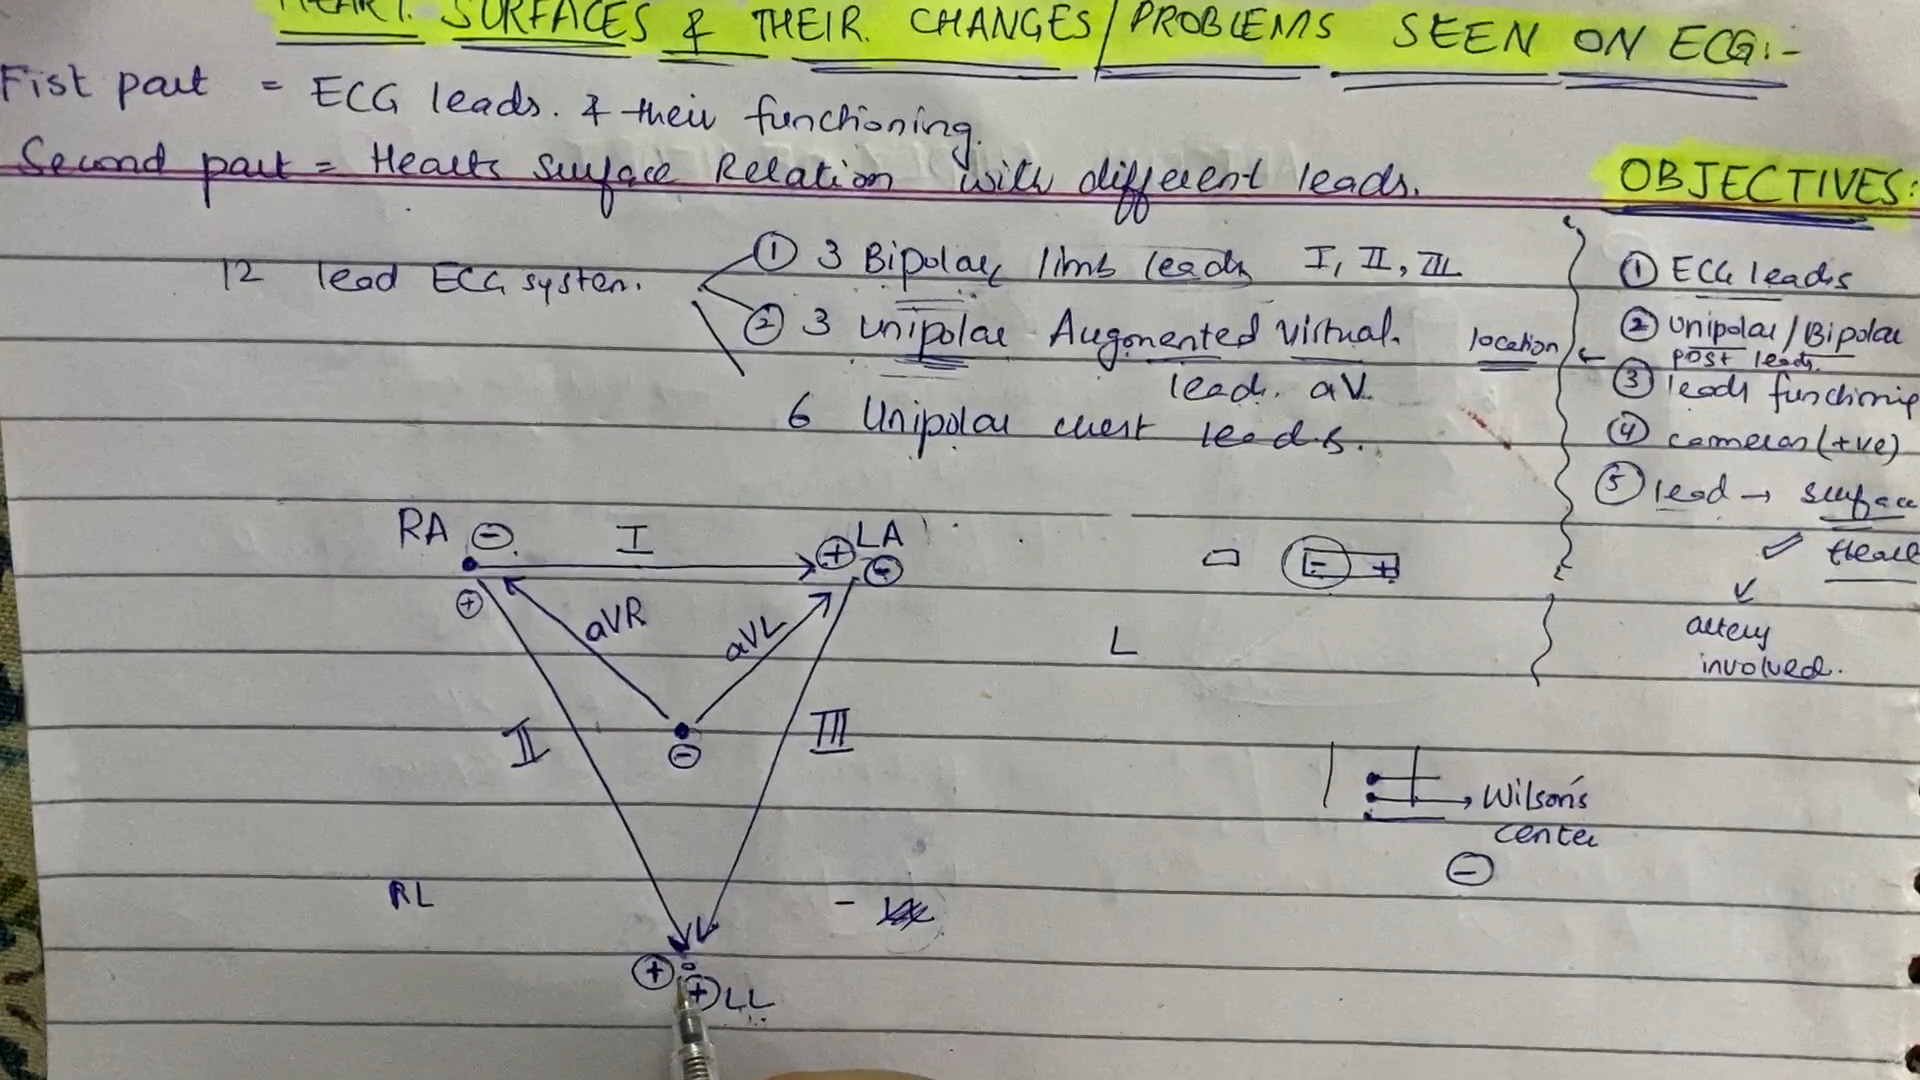 HEART SURFACES & THEIR CHANGES/PROBLEMS SEEN ON ECG:-
Fist part = ECG leads. & their functioning.
Second part = Hearts Surface Relation with different leads.
OBJECTIVES:
12 lead ECG system.
① 3 Bipolar limb leads I, II, III
② 3 unipolar Augmented virtual.
lead. aV.
6 Unipolar chest leads.
location
① ECG leads
② Unipolar/Bipolar
post leads.
③ leads functioning
④ cameras (+ve)
⑤ lead → surface
Heart
artery
involved.
RA ⊖ I ⊕ LA
⊕ ⊖
aVR aVL
L
- +
II III
⊖
Wilson's
center
⊖
RL -
⊕ ⊕ LL